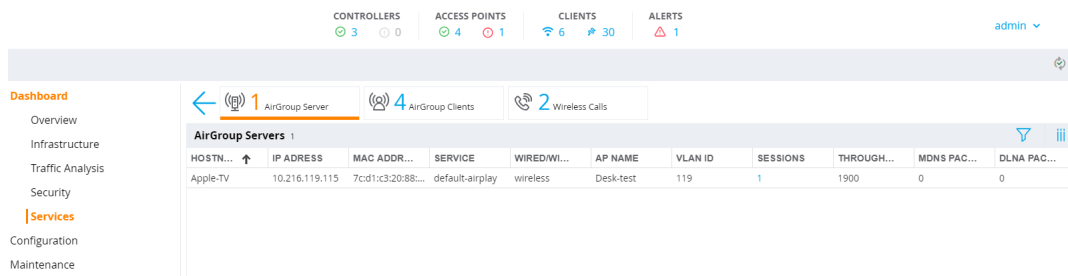 CONTROLLERS ACCESS POINTS CLIENTS ALERTS
3 0 4 1 6 30 1
admin
Dashboard
Overview
Infrastructure
Traffic Analysis
Security
Services
Configuration
Maintenance
1 AirGroup Server 4 AirGroup Clients 2 Wireless Calls
AirGroup Servers 1
HOSTN... IP ADRESS MAC ADDR... SERVICE WIRED/WI... AP NAME VLAN ID SESSIONS THROUGH... MDNS PAC... DLNA PAC...
Apple-TV 10.216.119.115 7c:d1:c3:20:88:... default-airplay wireless Desk-test 119 1 1900 0 0